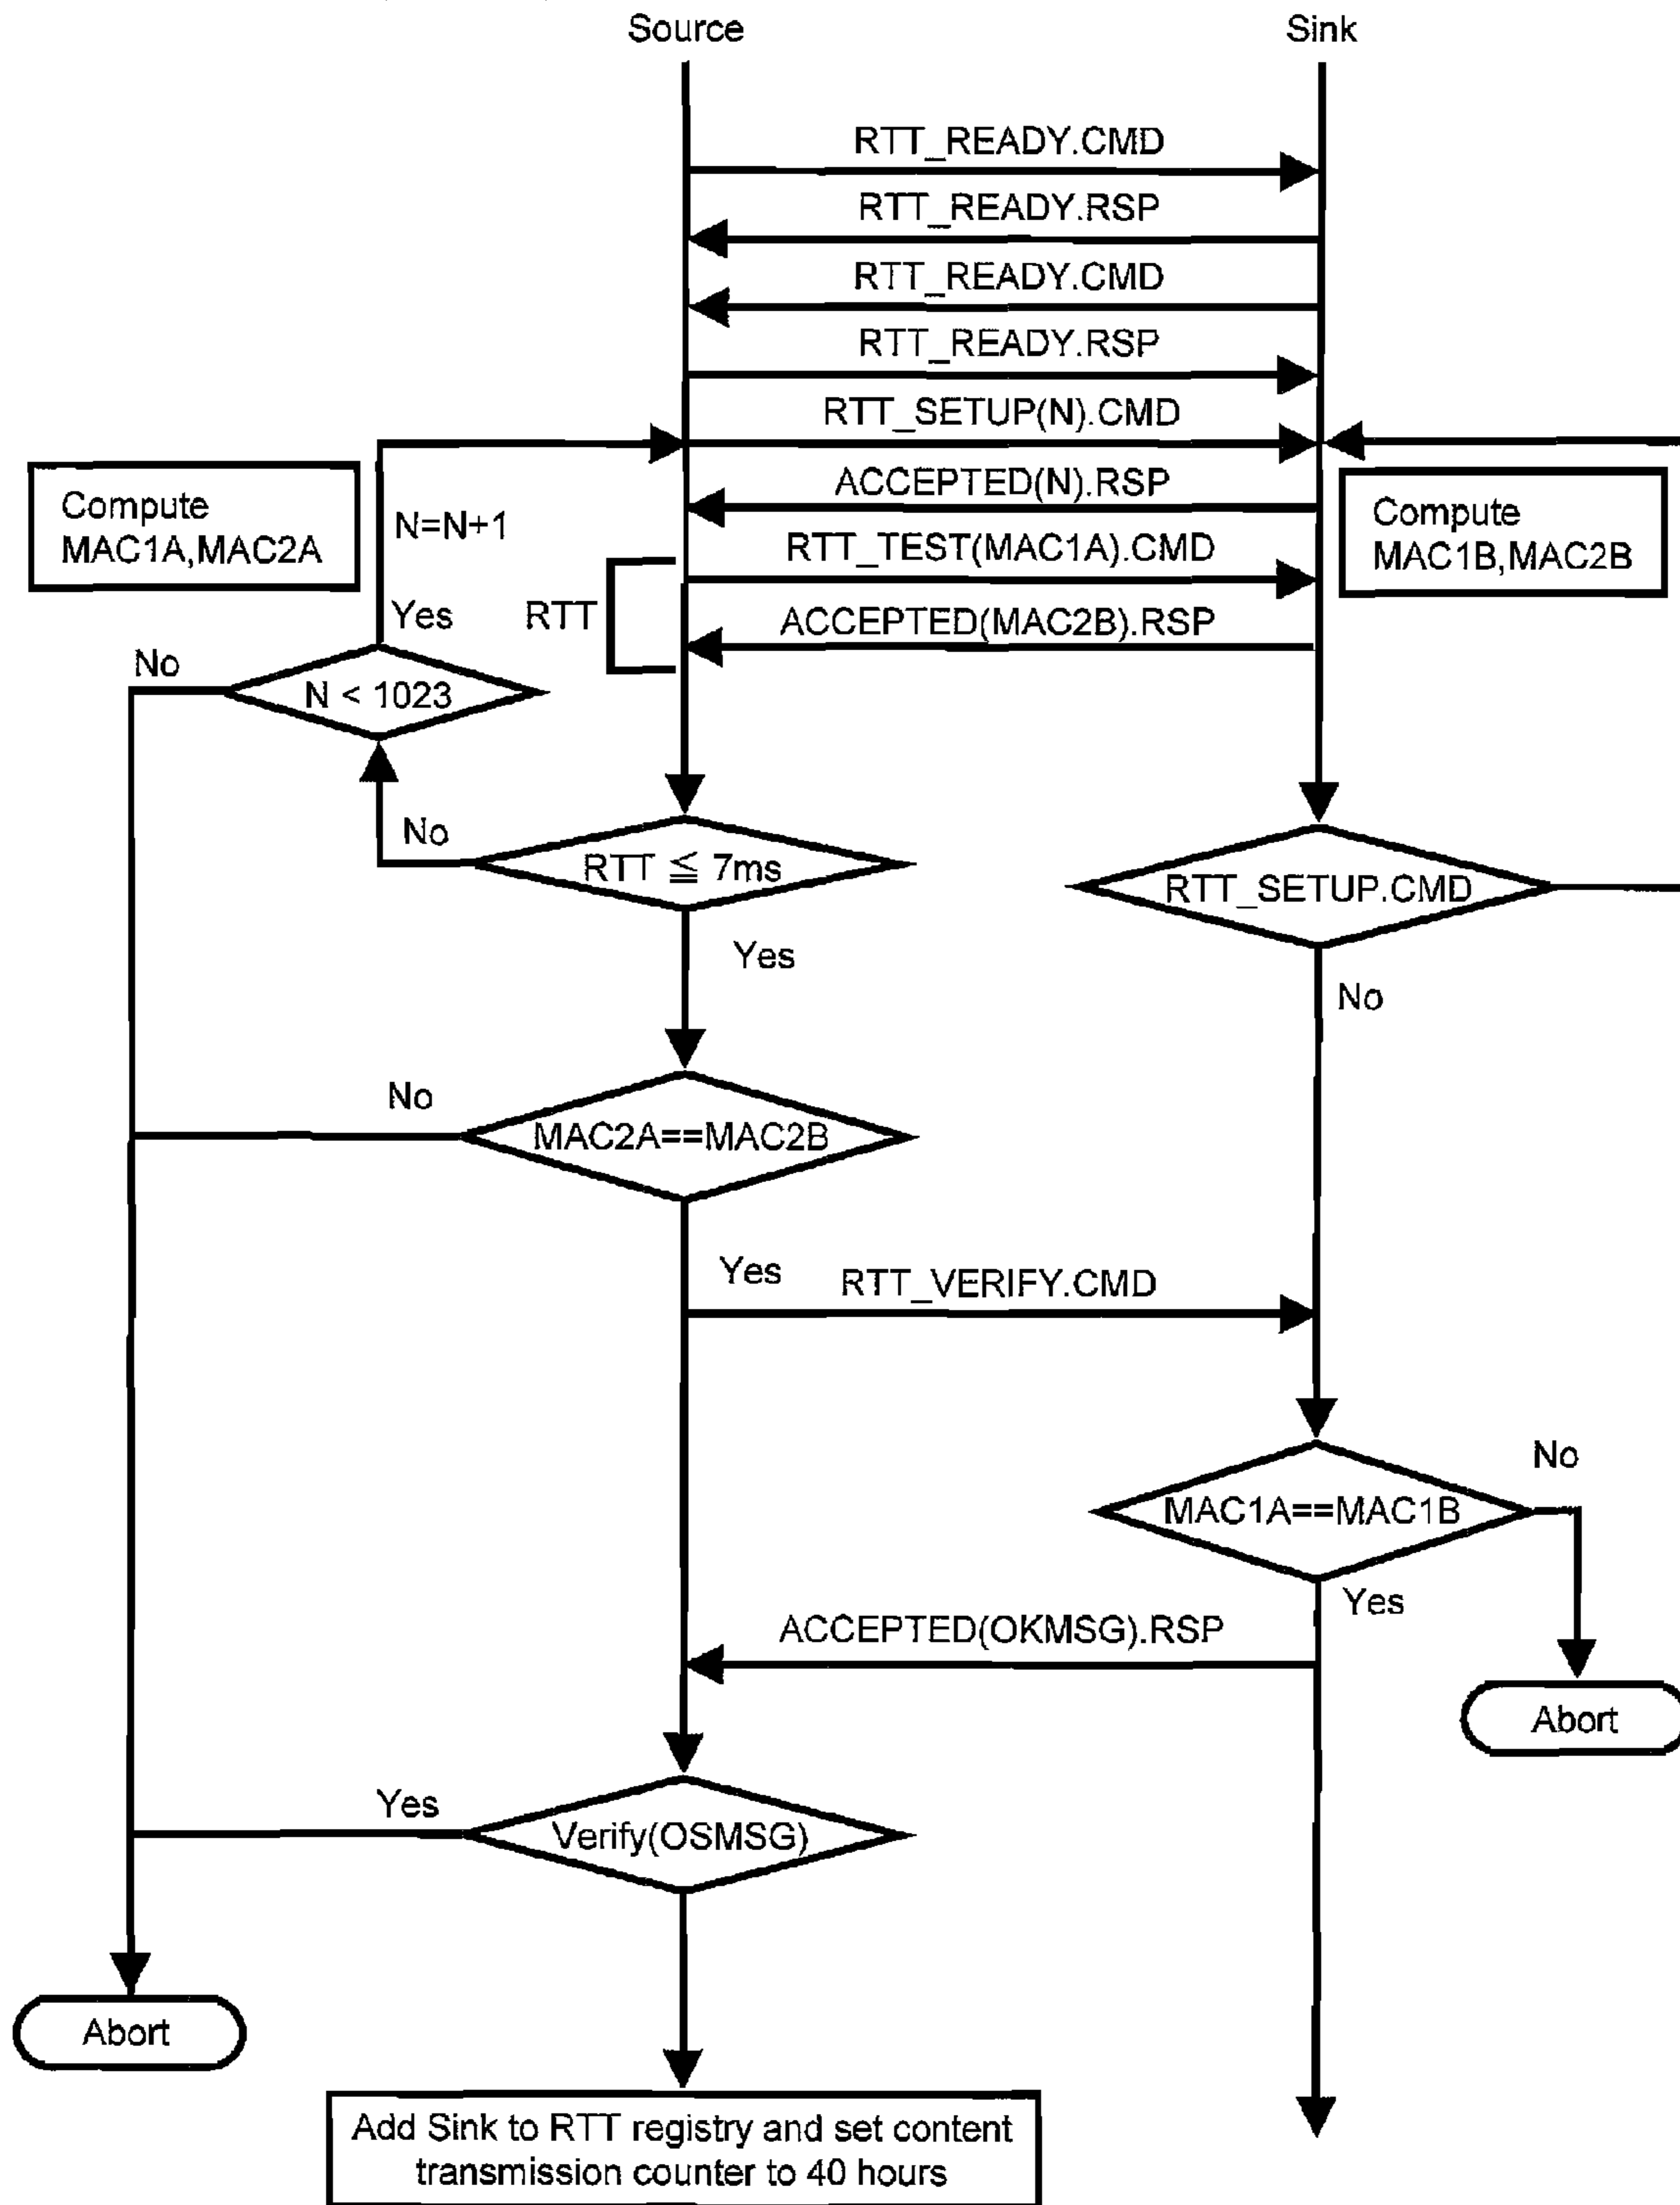 Source
Sink
RTT_READY.CMD
RTT_READY.RSP
RTT_READY.CMD
RTT_READY.RSP
RTT_SETUP(N).CMD
ACCEPTED(N).RSP
Compute
MAC1A,MAC2A
N=N+1
Compute
MAC1B,MAC2B
RTT_TEST(MAC1A).CMD
RTT
ACCEPTED(MAC2B).RSP
Yes
No
N < 1023
No
RTT ≦ 7ms
RTT_SETUP.CMD
Yes
No
No
MAC2A==MAC2B
Yes
RTT_VERIFY.CMD
No
MAC1A==MAC1B
Yes
ACCEPTED(OKMSG).RSP
Abort
Yes
Verify(OSMSG)
Abort
Add Sink to RTT registry and set content
transmission counter to 40 hours